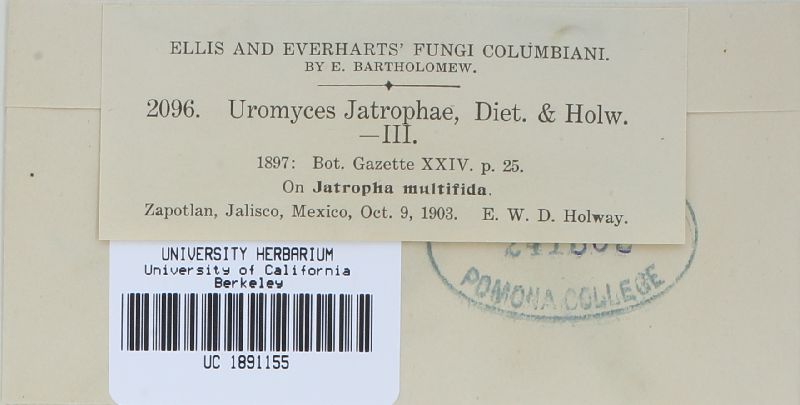 ELLIS AND EVERHARTS' FUNGI COLUMBIANI.
BY E. BARTHOLOMEW.
2096. Uromyces Jatrophae, Diet. & Holw.
—III.
1897: Bot. Gazette XXIV. p. 25.
On Jatropha multifida.
Zapotlan, Jalisco, Mexico, Oct. 9, 1903. E. W. D. Holway.
UNIVERSITY HERBARIUM
University of California
Berkeley
UC 1891155
POMONA COLLEGE